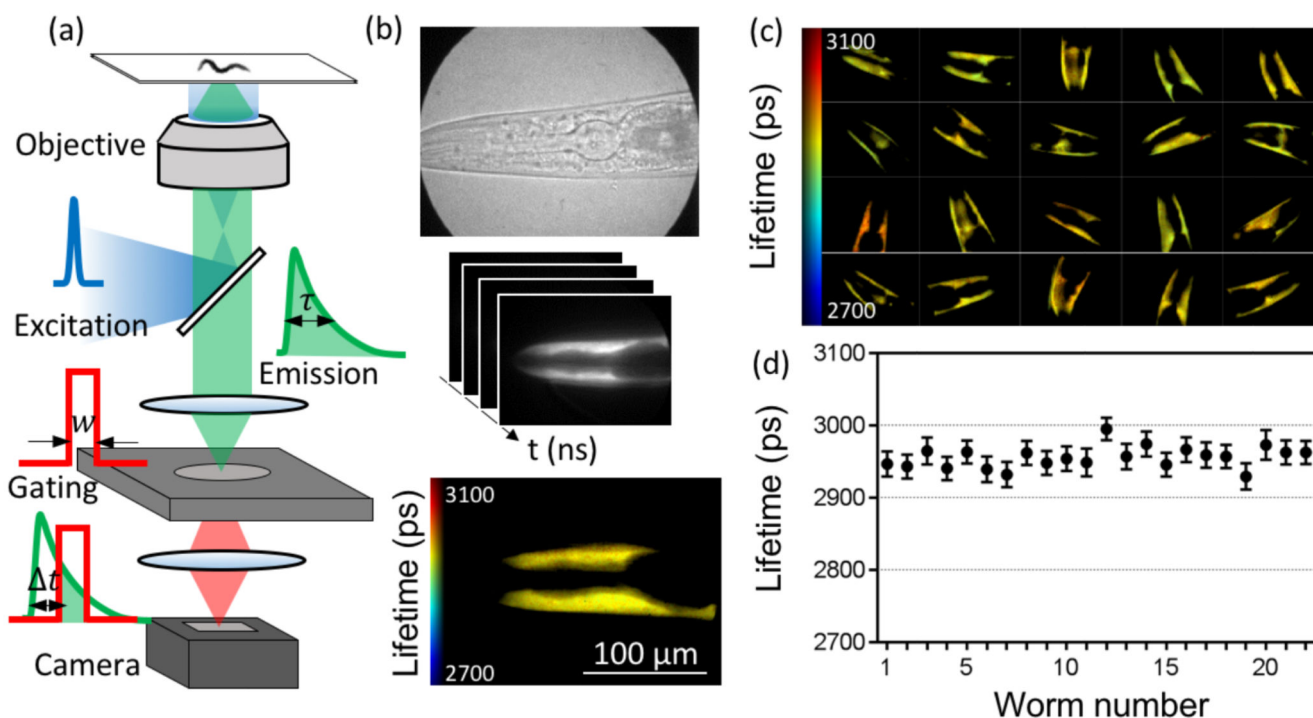 (a)
Objective
Excitation
τ
Emission
w
Gating
Δt
Camera
(b)
t (ns)
Lifetime (ps)
3100
2700
100 μm
(c)
Lifetime (ps)
3100
2700
(d)
Lifetime (ps)
3100
3000
2900
2800
2700
1 5 10 15 20
Worm number